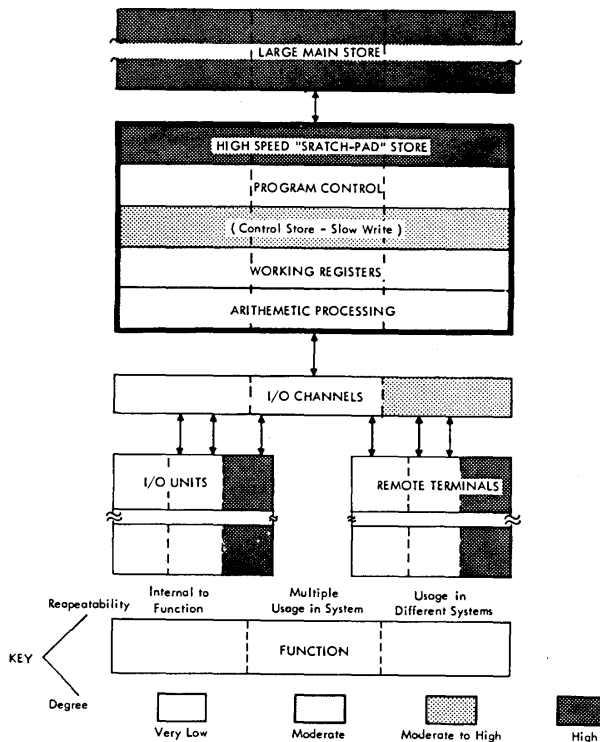 LARGE MAIN STORE
HIGH SPEED "SRATCH-PAD" STORE
PROGRAM CONTROL
( Control Store - Slow Write )
WORKING REGISTERS
ARITHEMETIC PROCESSING
I/O CHANNELS
I/O UNITS
REMOTE TERMINALS
Internal to
Function
Multiple
Usage in System
Usage in
Different Systems
Reapeatability
FUNCTION
KEY
Degree
Very Low
Moderate
Moderate to High
High